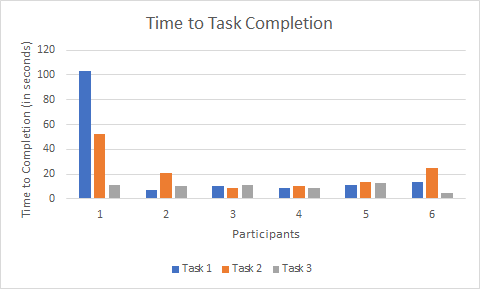 Time to Task Completion
Time to Completion (in seconds)
120
100
80
60
40
20
0
1 2 3 4 5 6
Participants
Task 1 Task 2 Task 3